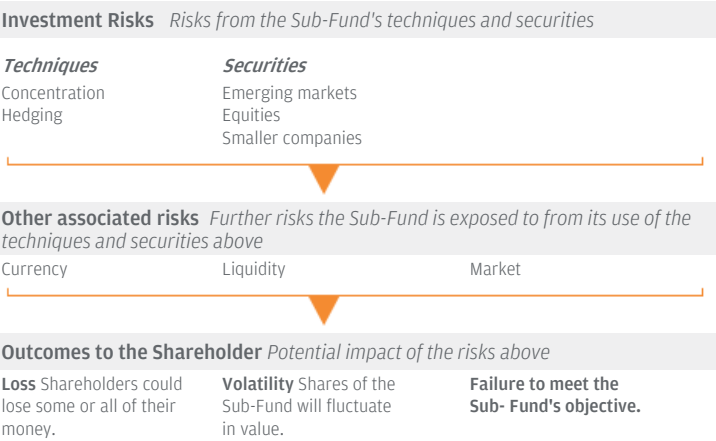 Investment Risks Risks from the Sub-Fund's techniques and securities
Techniques
Concentration
Hedging
Securities
Emerging markets
Equities
Smaller companies
Other associated risks Further risks the Sub-Fund is exposed to from its use of the
techniques and securities above
Currency
Liquidity
Market
Outcomes to the Shareholder Potential impact of the risks above
Loss Shareholders could
lose some or all of their
money.
Volatility Shares of the
Sub-Fund will fluctuate
in value.
Failure to meet the
Sub- Fund's objective.